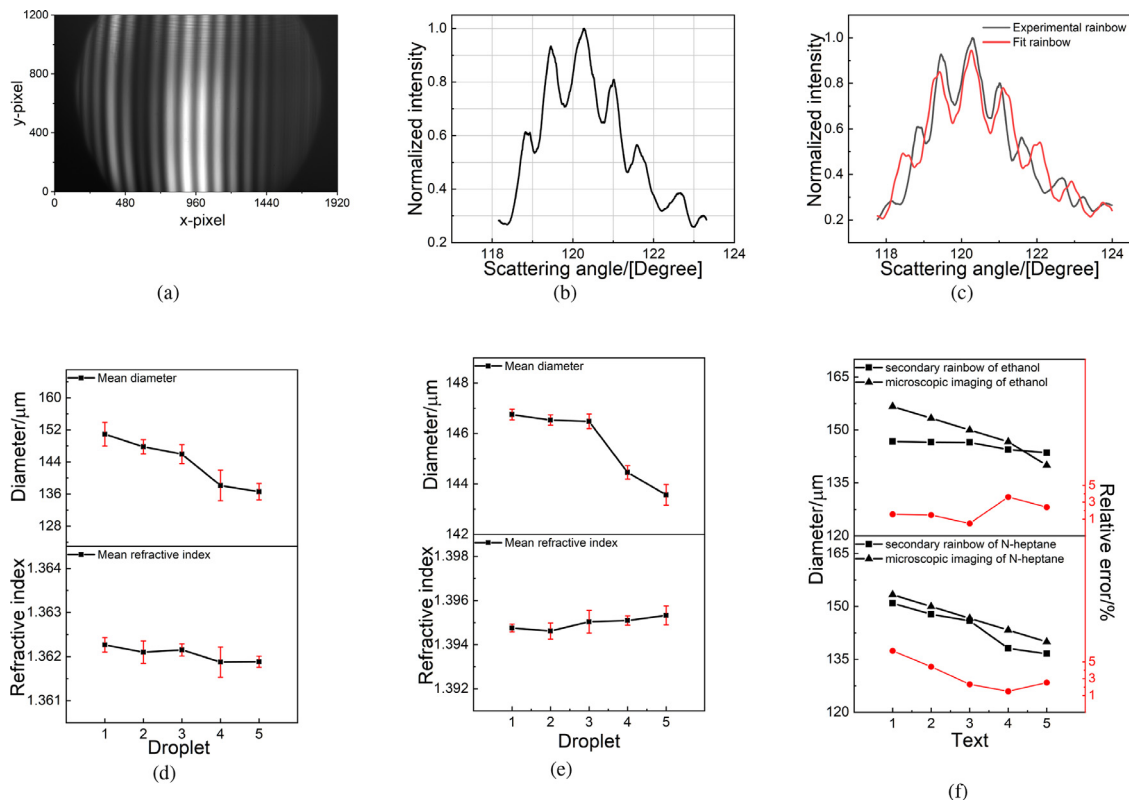 1200
800
400
0
y-pixel
0
480
960
1440
1920
x-pixel
(a)
1.0
0.8
0.6
0.4
0.2
Normalized intensity
118
120
122
124
Scattering angle/[Degree]
(b)
Experimental rainbow
Fit rainbow
1.0
0.8
0.6
0.4
0.2
Normalized intensity
118
120
122
124
Scattering angle/[Degree]
(c)
Mean diameter
160
152
144
136
128
Diameter/μm
Mean refractive index
1.364
1.363
1.362
1.361
Refractive index
1
2
3
4
5
Droplet
(d)
Mean diameter
148
146
144
142
Diameter/μm
Mean refractive index
1.398
1.396
1.394
1.392
Refractive index
1
2
3
4
5
Droplet
(e)
secondary rainbow of ethanol
microscopic imaging of ethanol
165
150
135
120
5
3
1
secondary rainbow of N-heptane
microscopic imaging of N-heptane
165
150
135
120
5
3
1
Diameter/μm
Relative error/%
1
2
3
4
5
Text
(f)